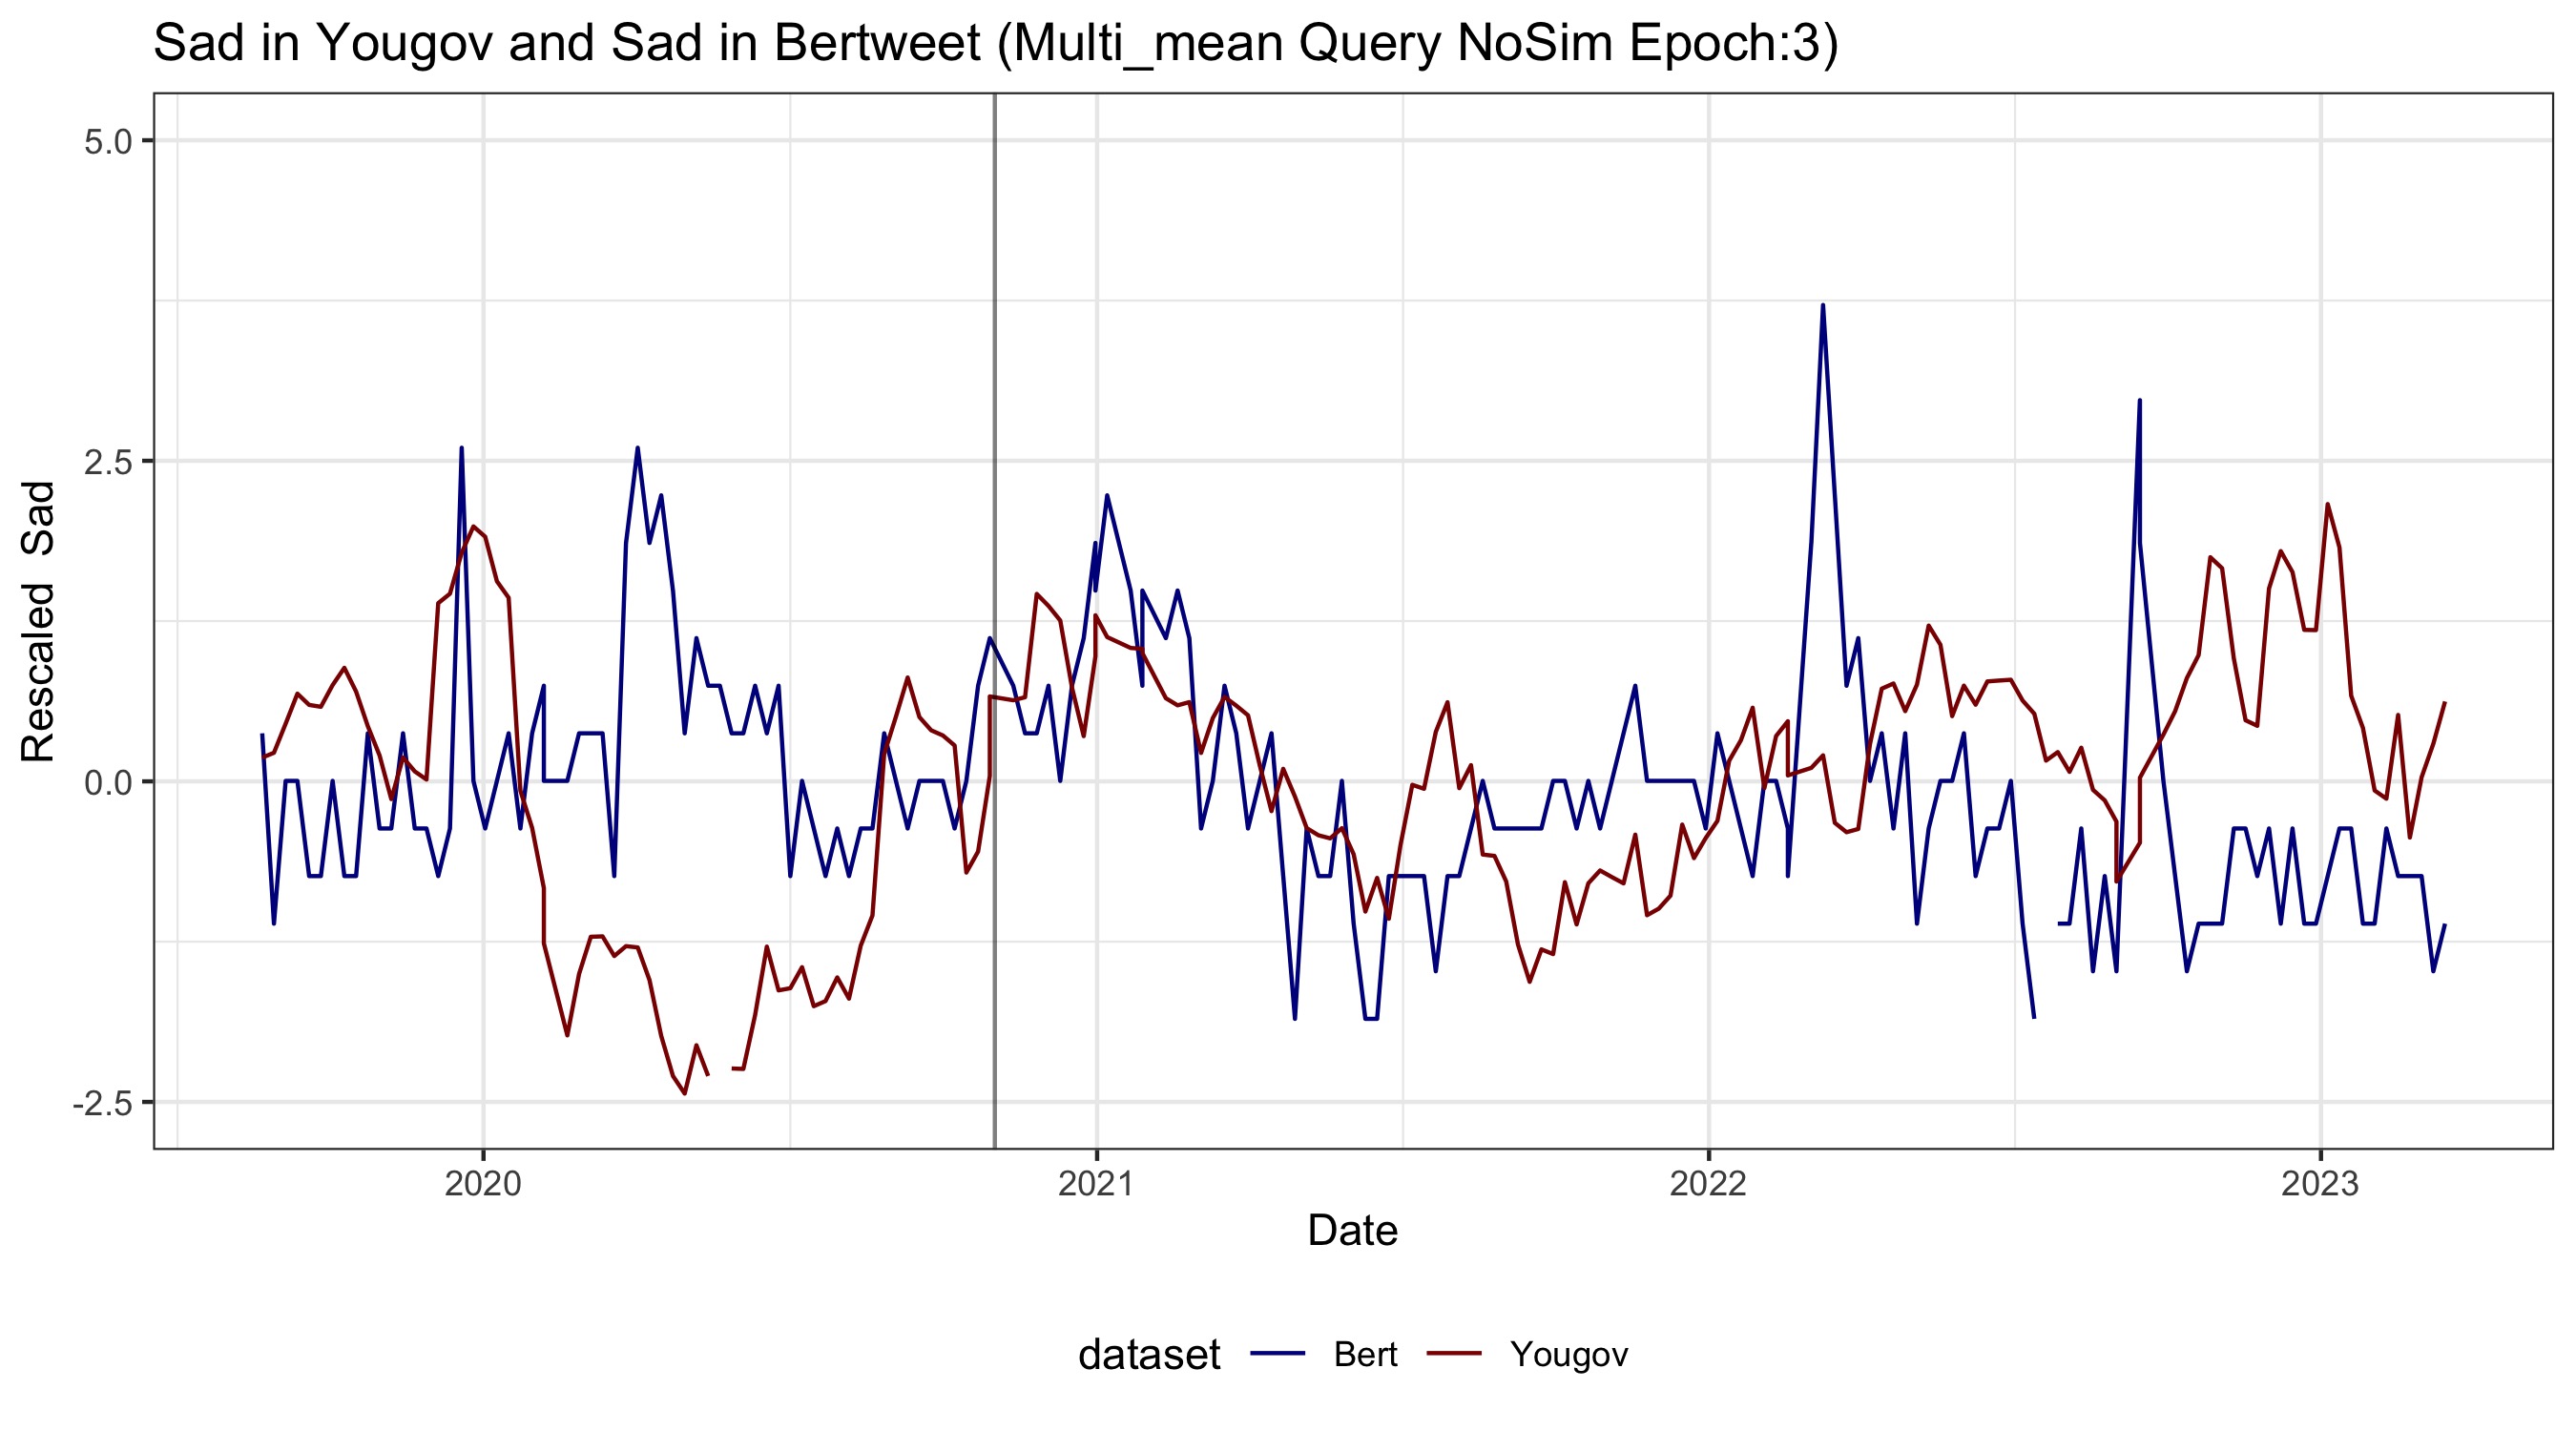 Sad in Yougov and Sad in Bertweet (Multi_mean Query NoSim Epoch:3)
Rescaled Sad
5.0
2.5
0.0
-2.5
2020 2021 2022 2023
Date
dataset Bert Yougov